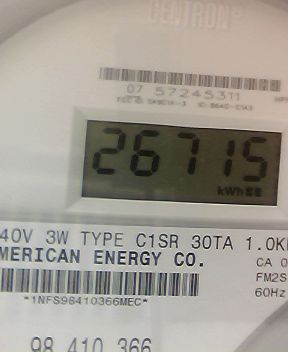 CENTRON®
07 57245311
26715
kWh
40V 3W TYPE C1SR 30TA 1.0K
MERICAN ENERGY CO.
CA 0
FM2S
*1NFS98410366MEC*
60Hz
98 410 366